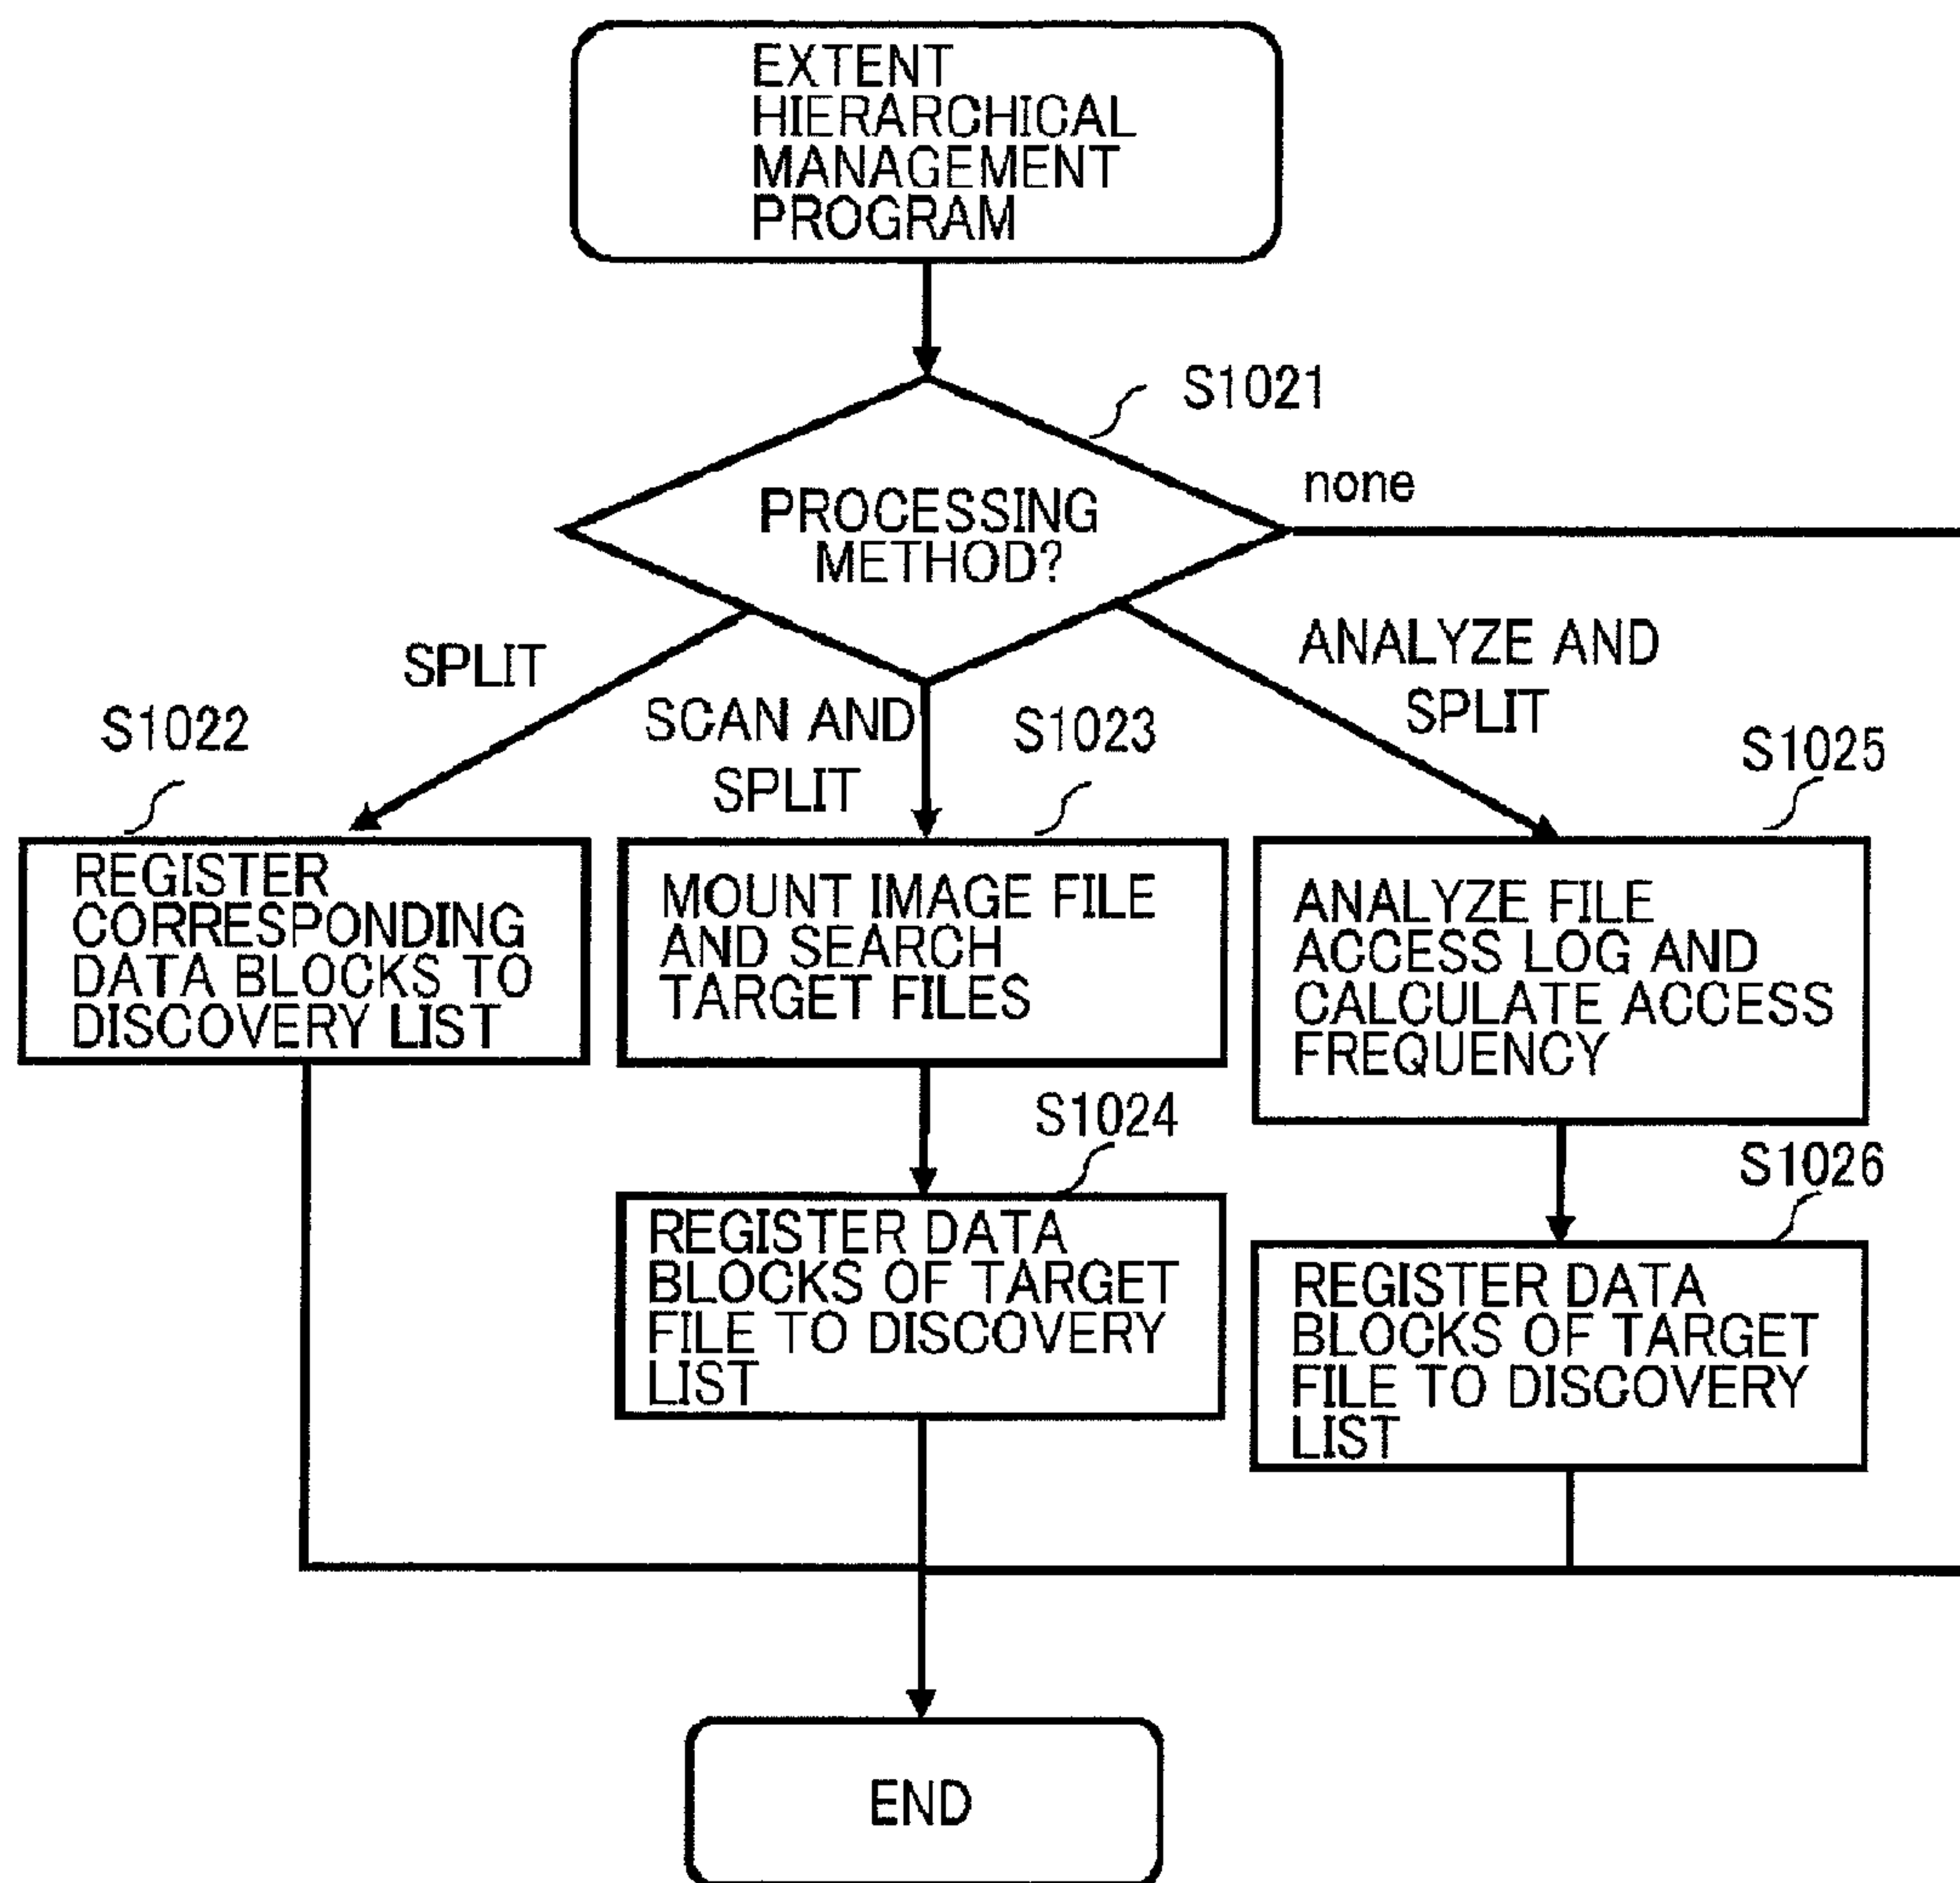 EXTENT
HIERARCHICAL
MANAGEMENT
PROGRAM
S1021
PROCESSING
METHOD?
none
SPLIT
SCAN AND
SPLIT
ANALYZE AND
SPLIT
S1022
REGISTER
CORRESPONDING
DATA BLOCKS TO
DISCOVERY LIST
S1023
MOUNT IMAGE FILE
AND SEARCH
TARGET FILES
S1025
ANALYZE FILE
ACCESS LOG AND
CALCULATE ACCESS
FREQUENCY
S1024
REGISTER DATA
BLOCKS OF TARGET
FILE TO DISCOVERY
LIST
S1026
REGISTER DATA
BLOCKS OF TARGET
FILE TO DISCOVERY
LIST
END